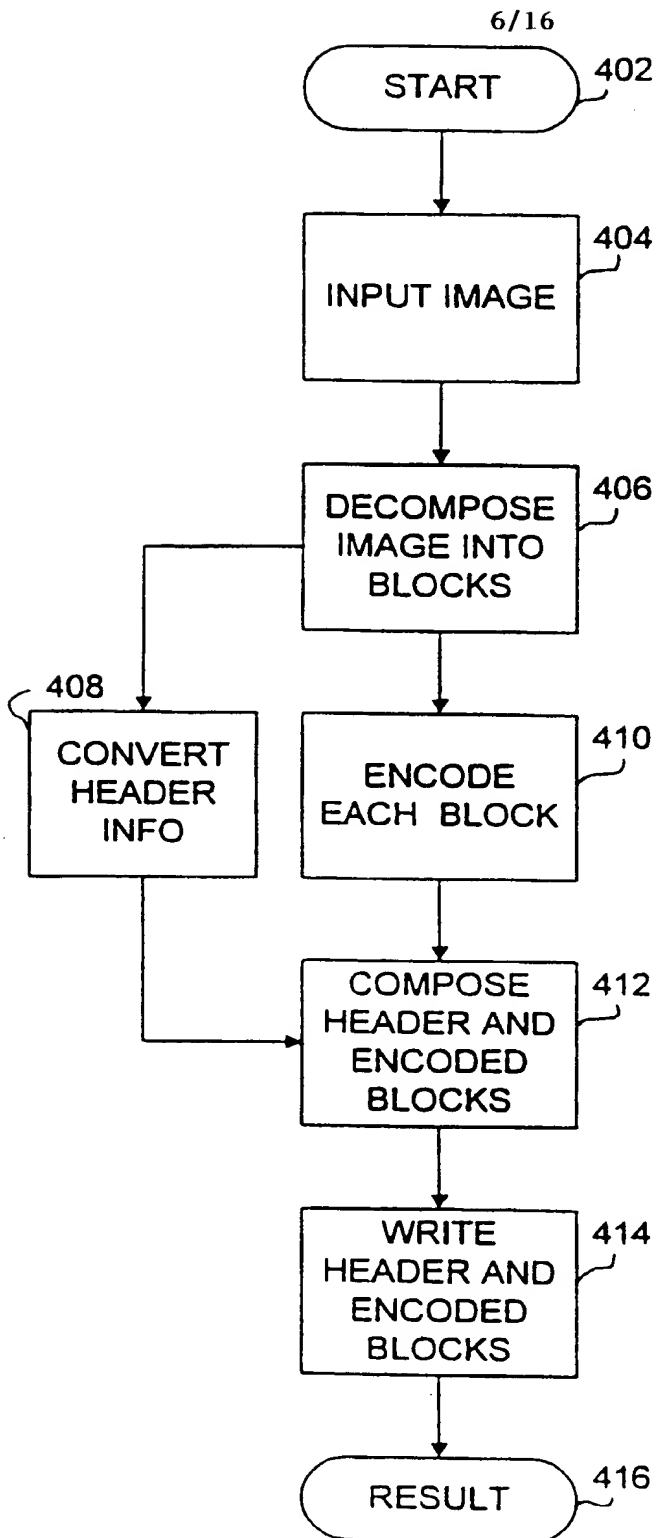 6/16
START
402
INPUT IMAGE
404
DECOMPOSE
IMAGE INTO
BLOCKS
406
408
CONVERT
HEADER
INFO
ENCODE
EACH BLOCK
410
COMPOSE
HEADER AND
ENCODED
BLOCKS
412
WRITE
HEADER AND
ENCODED
BLOCKS
414
RESULT
416